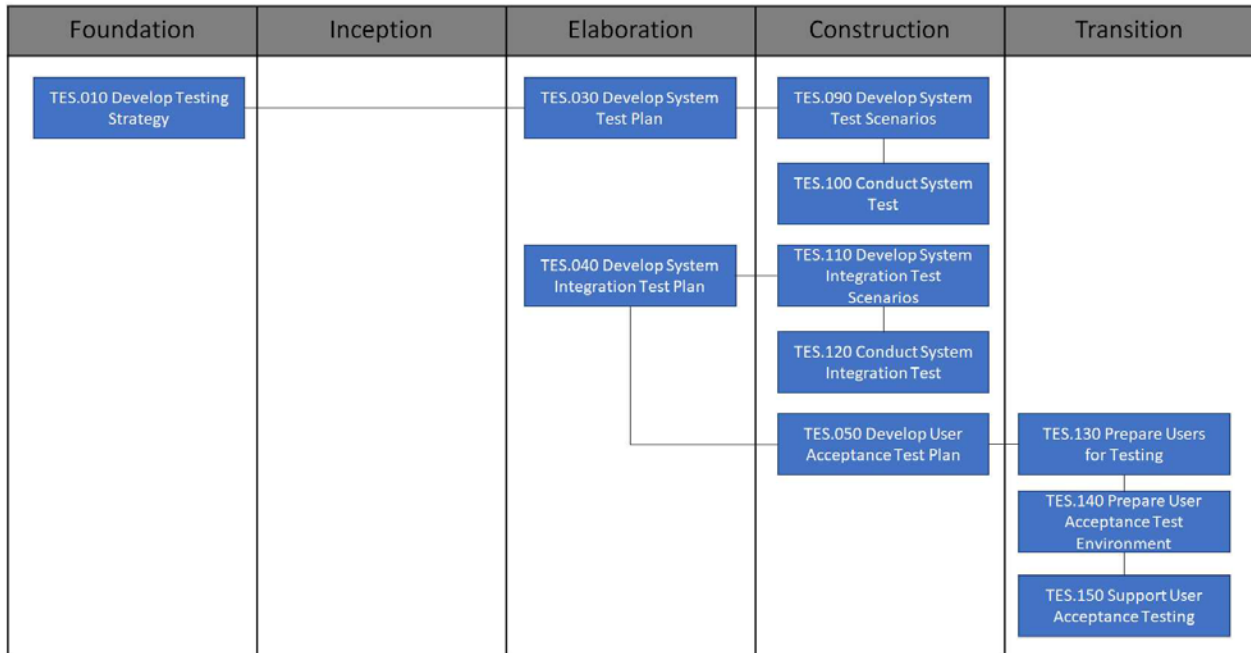 Foundation
Inception
Elaboration
Construction
Transition
TES.010 Develop Testing
Strategy
TES.030 Develop System
Test Plan
TES.090 Develop System
Test Scenarios
TES.100 Conduct System
Test
TES.040 Develop System
Integration Test Plan
TES.110 Develop System
Integration Test
Scenarios
TES.120 Conduct System
Integration Test
TES.050 Develop User
Acceptance Test Plan
TES.130 Prepare Users
for Testing
TES.140 Prepare User
Acceptance Test
Environment
TES.150 Support User
Acceptance Testing